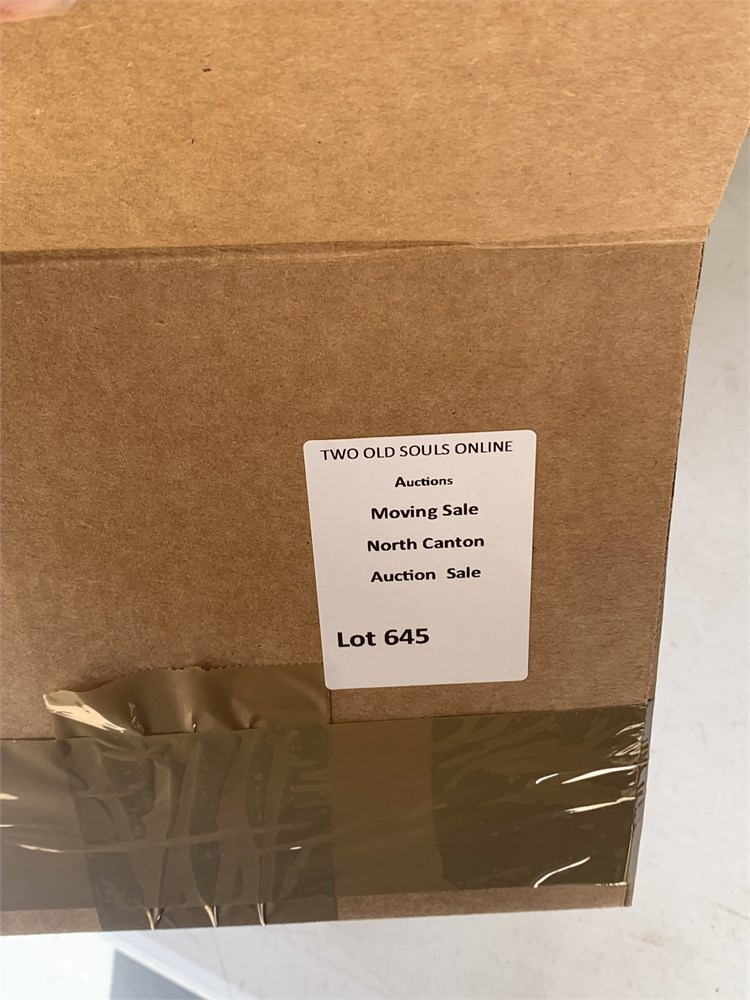 TWO OLD SOULS ONLINE
Auctions
Moving Sale
North Canton
Auction Sale
Lot 645